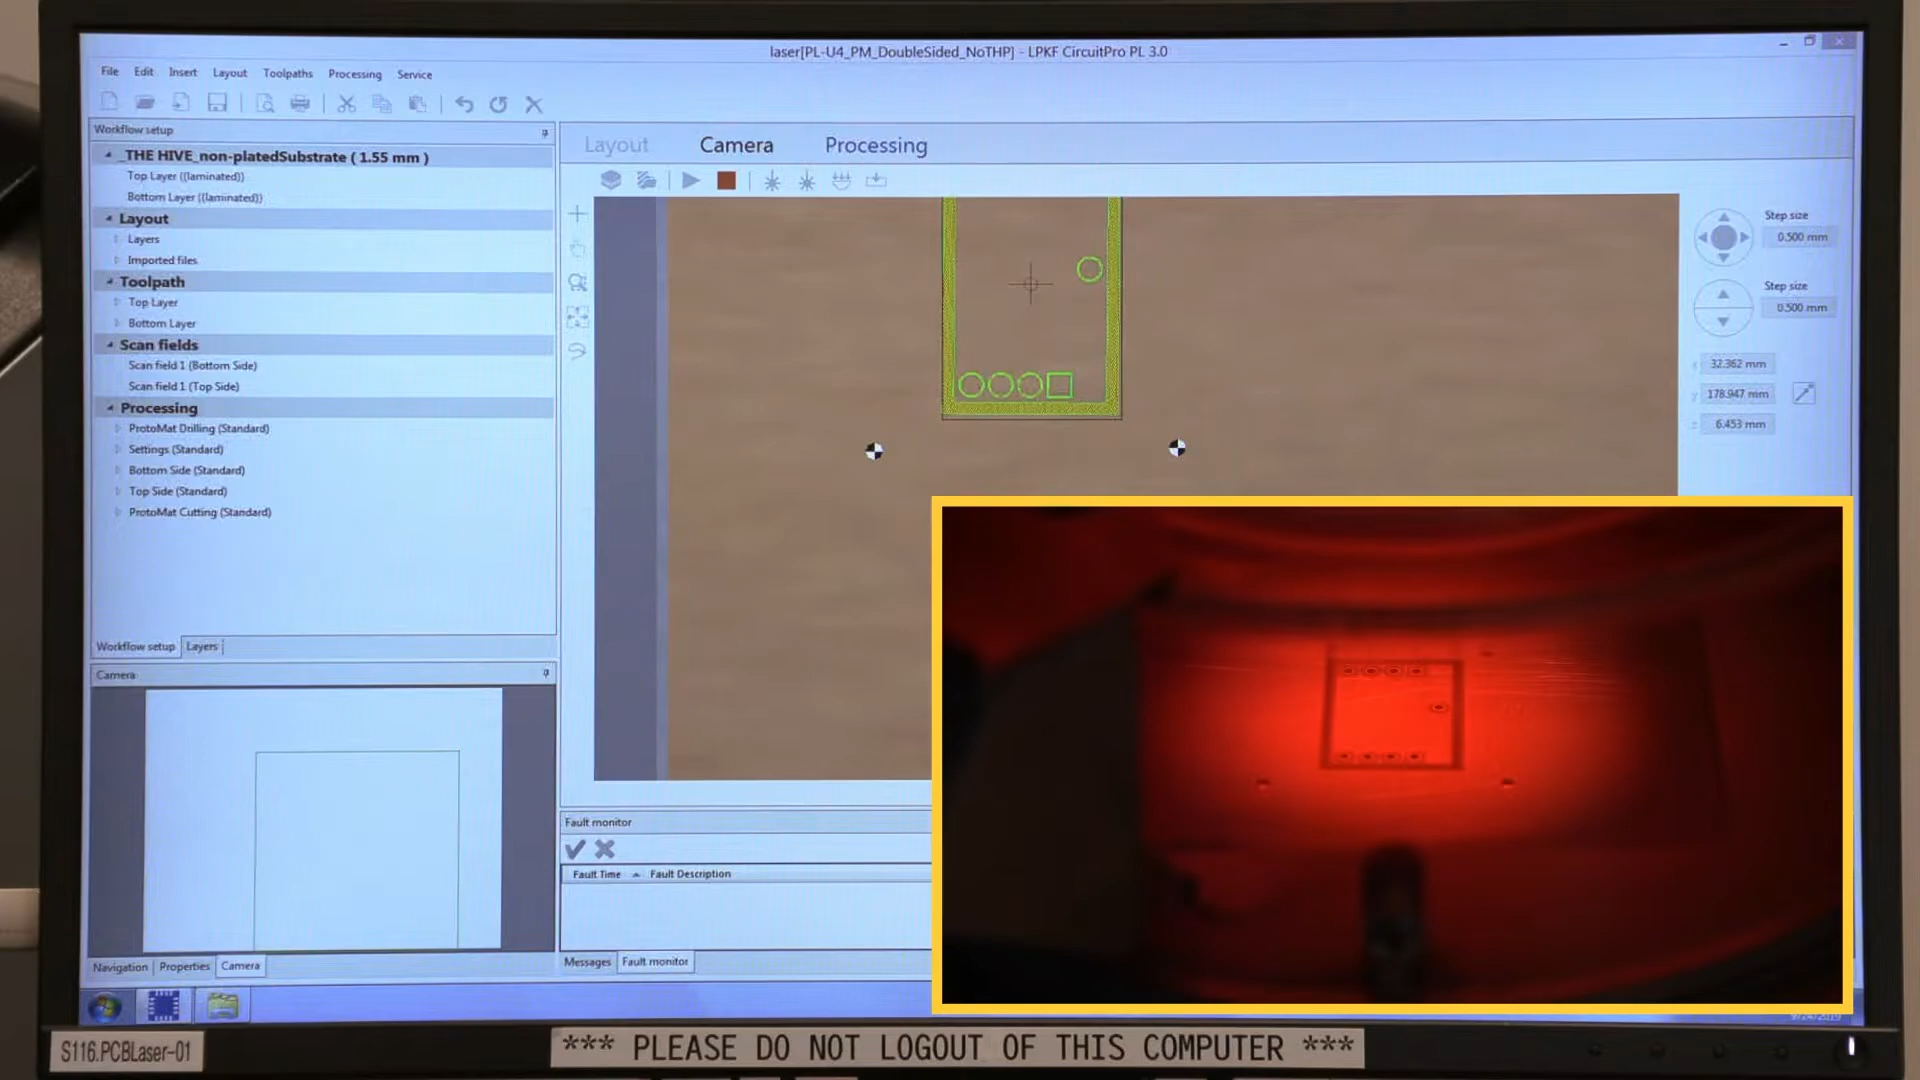 laser[PL-U4_PM_DoubleSided_NoTHP] - LPKF CircuitPro PL 3.0
File Edit Insert Layout Toolpaths Processing Service
Workflow setup
_THE HIVE_non-platedSubstrate ( 1.55 mm )
Top Layer ((laminated))
Bottom Layer ((laminated))
Layout
Layers
Imported files
Toolpath
Top Layer
Bottom Layer
Scan fields
Scan field 1 (Bottom Side)
Scan field 1 (Top Side)
Processing
ProtoMat Drilling (Standard)
Settings (Standard)
Bottom Side (Standard)
Top Side (Standard)
ProtoMat Cutting (Standard)
Workflow setup Layers
Camera
Navigation Properties Camera
Layout Camera Processing
Step size
0.500 mm
Step size
0.500 mm
32.362 mm
178.947 mm
6.453 mm
Fault monitor
Fault Time Fault Description
Messages Fault monitor
S116.PCBLaser-01
*** PLEASE DO NOT LOGOUT OF THIS COMPUTER ***